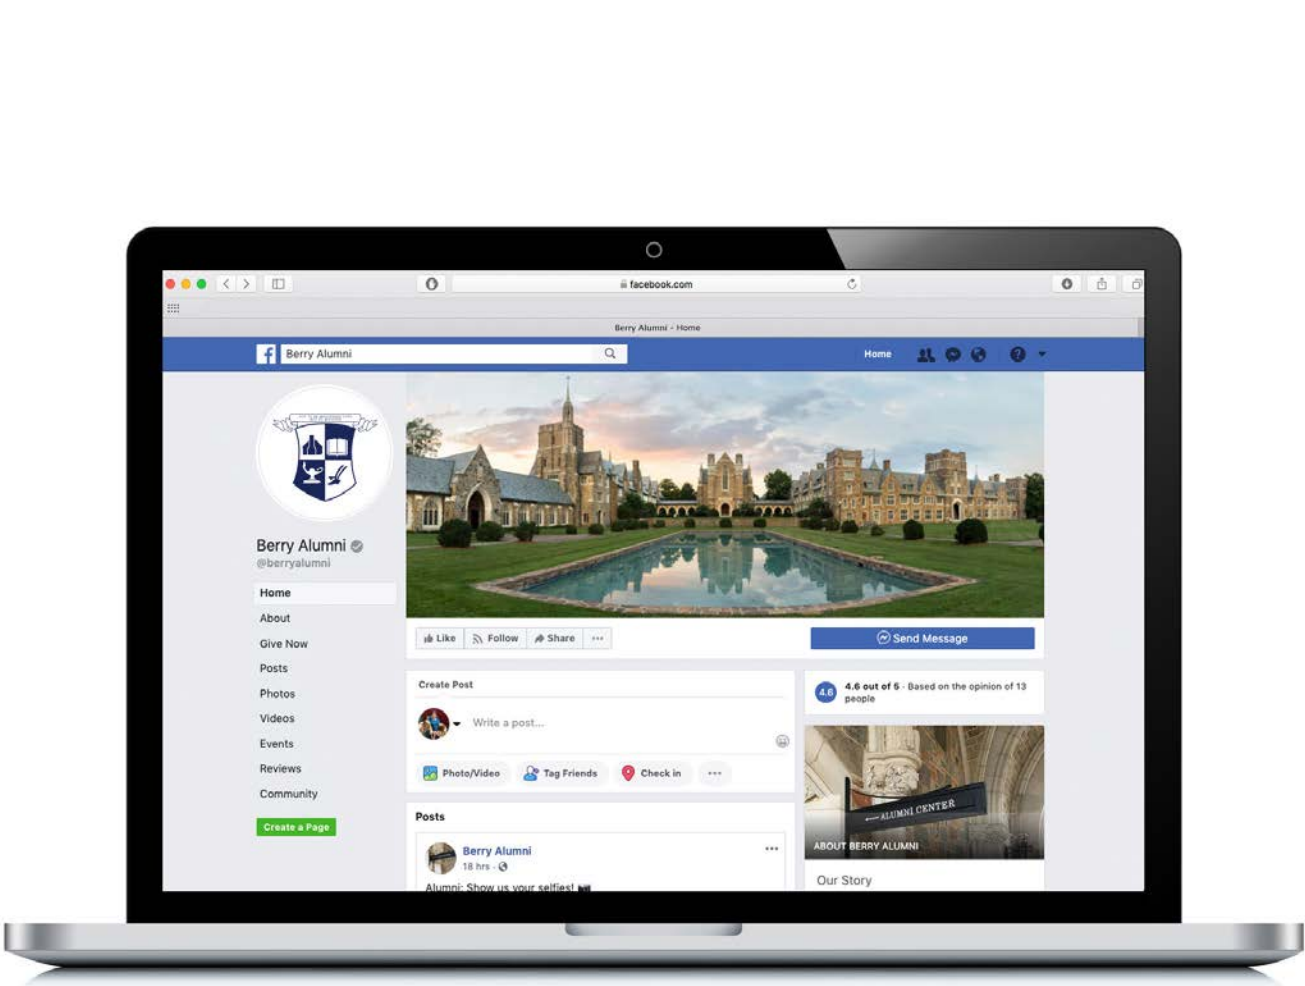 facebook.com
Berry Alumni - Home
Berry Alumni
Home
Berry Alumni
@berryalumni
Home
About
Give Now
Posts
Photos
Videos
Events
Reviews
Community
Create a Page
Like Follow Share
Send Message
Create Post
Write a post...
Photo/Video Tag Friends Check in
Posts
Berry Alumni
18 hrs
Alumni: Show us your selfies!
4.6
4.6 out of 5 · Based on the opinion of 13
people
ALUMNI CENTER
ABOUT BERRY ALUMNI
Our Story